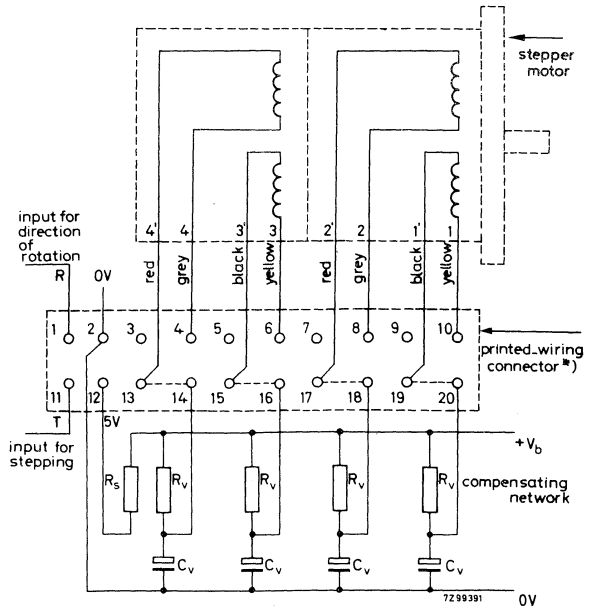 stepper
motor
input for
direction
of
rotation
R
0V
4' 4 3' 3 2' 2 1' 1
red grey black yellow red grey black yellow
1 2 3 4 5 6 7 8 9 10
printed-wiring
connector *)
11 12 13 14 15 16 17 18 19 20
T
5V
input for
stepping
+Vb
Rs Rv Rv Rv Rv
compensating
network
Cv Cv Cv Cv
7Z99391
0V